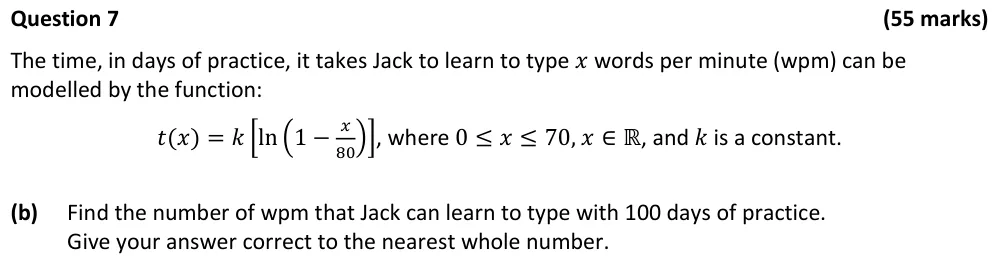 Question 7 (55 marks)
The time, in days of practice, it takes Jack to learn to type x words per minute (wpm) can be
modelled by the function:
t(x) = k [ln (1 − x/80)], where 0 ≤ x ≤ 70, x ∈ ℝ, and k is a constant.
(b) Find the number of wpm that Jack can learn to type with 100 days of practice.
Give your answer correct to the nearest whole number.